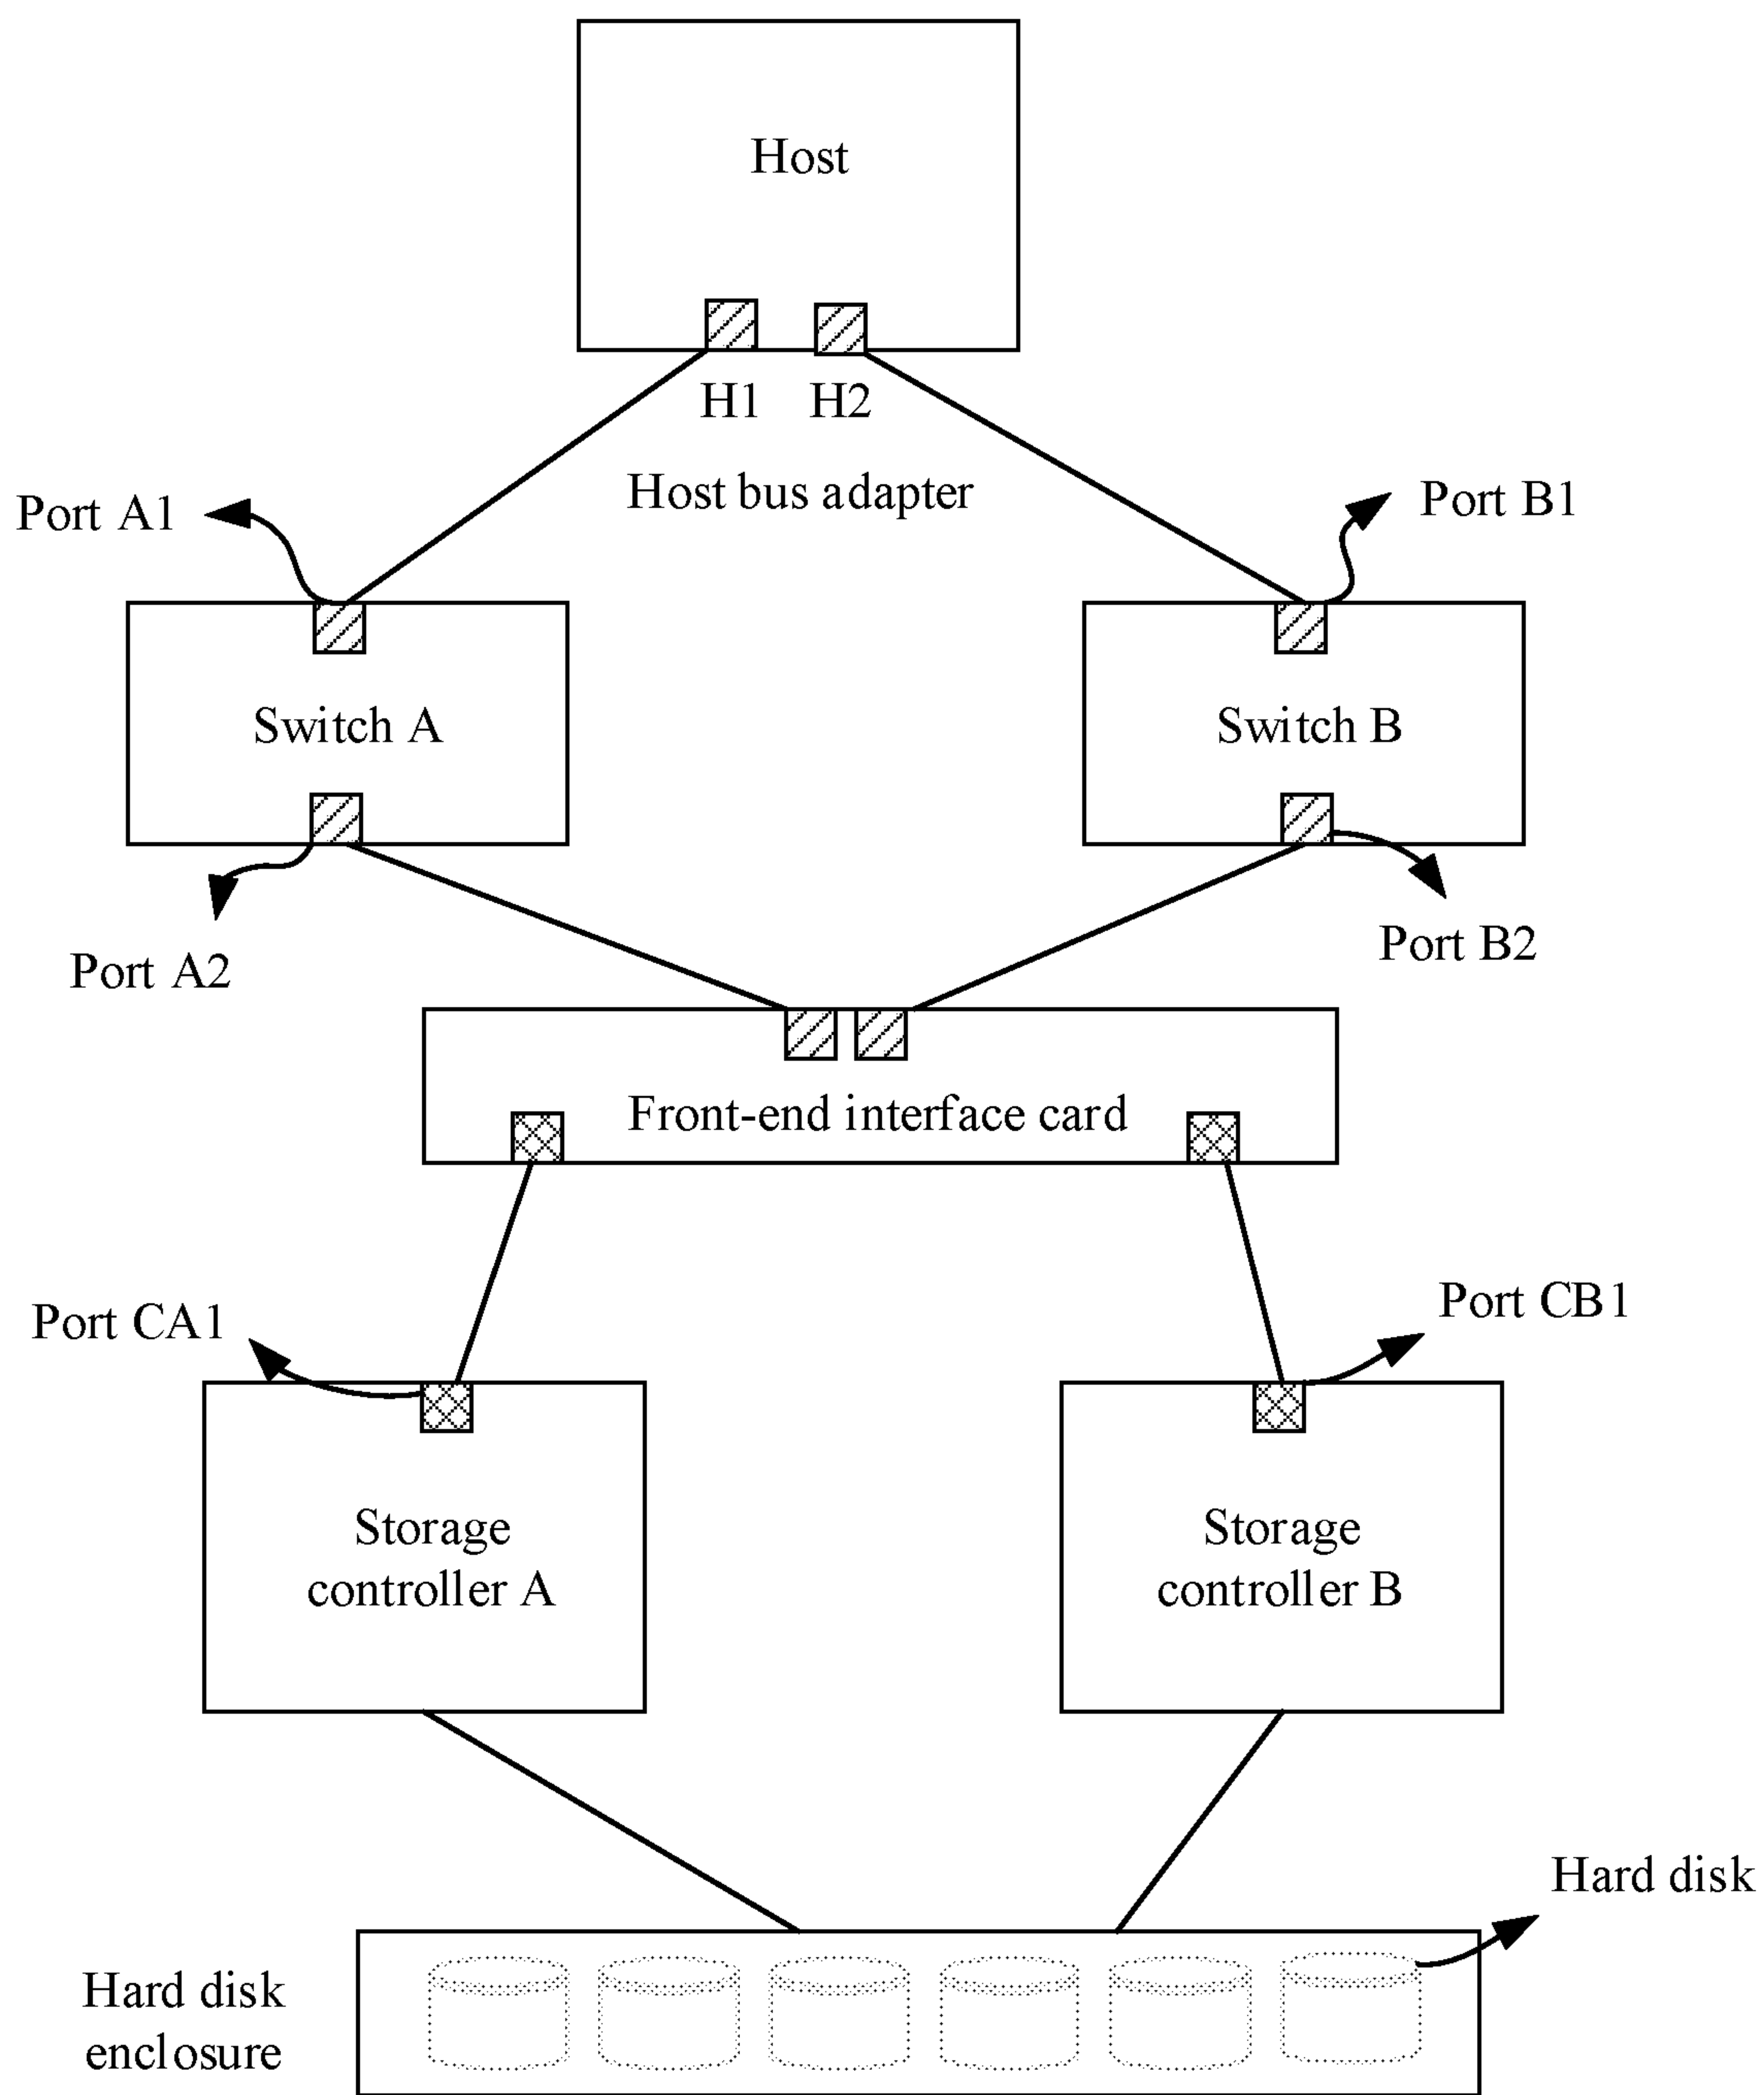 Host
H1 H2
Host bus adapter
Port A1
Port B1
Switch A
Switch B
Port A2
Port B2
Front-end interface card
Port CA1
Port CB1
Storage
controller A
Storage
controller B
Hard disk
Hard disk
enclosure